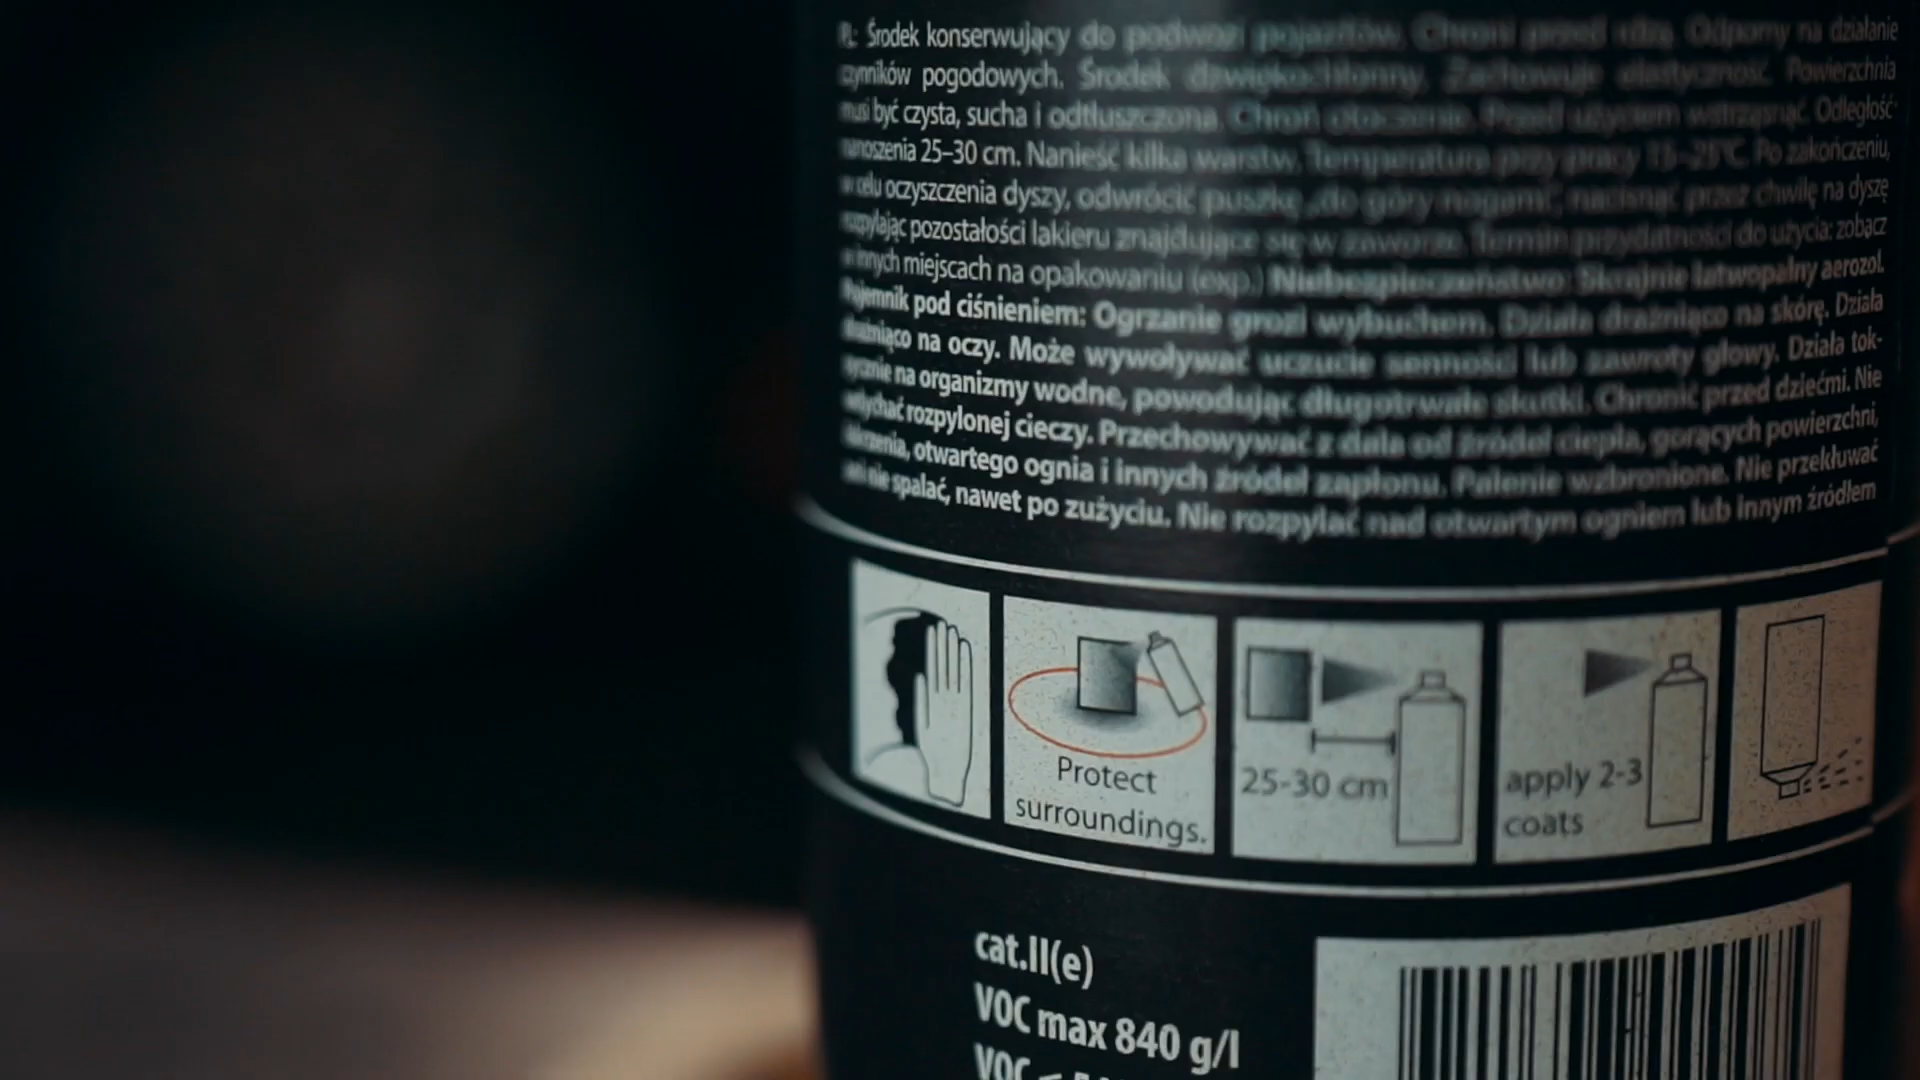 PL: Środek konserwujący do podwozi pojazdów. Chroni przed rdzą. Odporny na działanie
czynników pogodowych. Środek dźwiękochłonny. Zachowuje elastyczność. Powierzchnia
musi być czysta, sucha i odtłuszczona. Chroń otoczenie. Przed użyciem wstrząsnąć. Odległość
nanoszenia 25–30 cm. Nanieść kilka warstw. Temperatura przy pracy 15–25°C. Po zakończeniu,
w celu oczyszczenia dyszy, odwrócić puszkę „do góry nogami”, nacisnąć przez chwilę na dyszę
rozpylając pozostałości lakieru znajdujące się w zaworze. Termin przydatności do użycia: zobacz
w innych miejscach na opakowaniu (exp.) Niebezpieczeństwo: Skrajnie łatwopalny aerozol.
Pojemnik pod ciśnieniem: Ogrzanie grozi wybuchem. Działa drażniąco na skórę. Działa
drażniąco na oczy. Może wywoływać uczucie senności lub zawroty głowy. Działa tok-
sycznie na organizmy wodne, powodując długotrwałe skutki. Chronić przed dziećmi. Nie
wdychać rozpylonej cieczy. Przechowywać z dala od źródeł ciepła, gorących powierzchni,
iskrzenia, otwartego ognia i innych źródeł zapłonu. Palenie wzbronione. Nie przekłuwać
ani nie spalać, nawet po zużyciu. Nie rozpylać nad otwartym ogniem lub innym źródłem
Protect
surroundings.
25-30 cm
apply 2-3
coats
cat.II(e)
VOC max 840 g/l
VOC